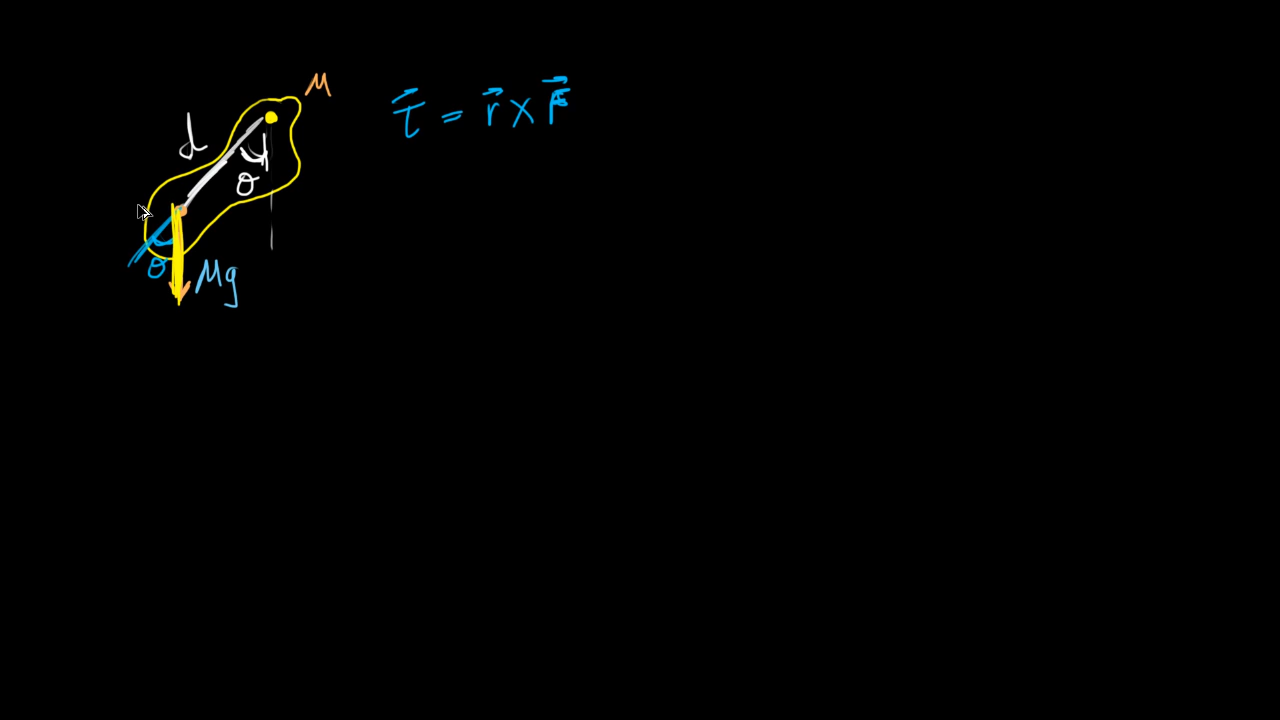 M
d
τ⃗ = r⃗ × F⃗
θ
θ
Mg